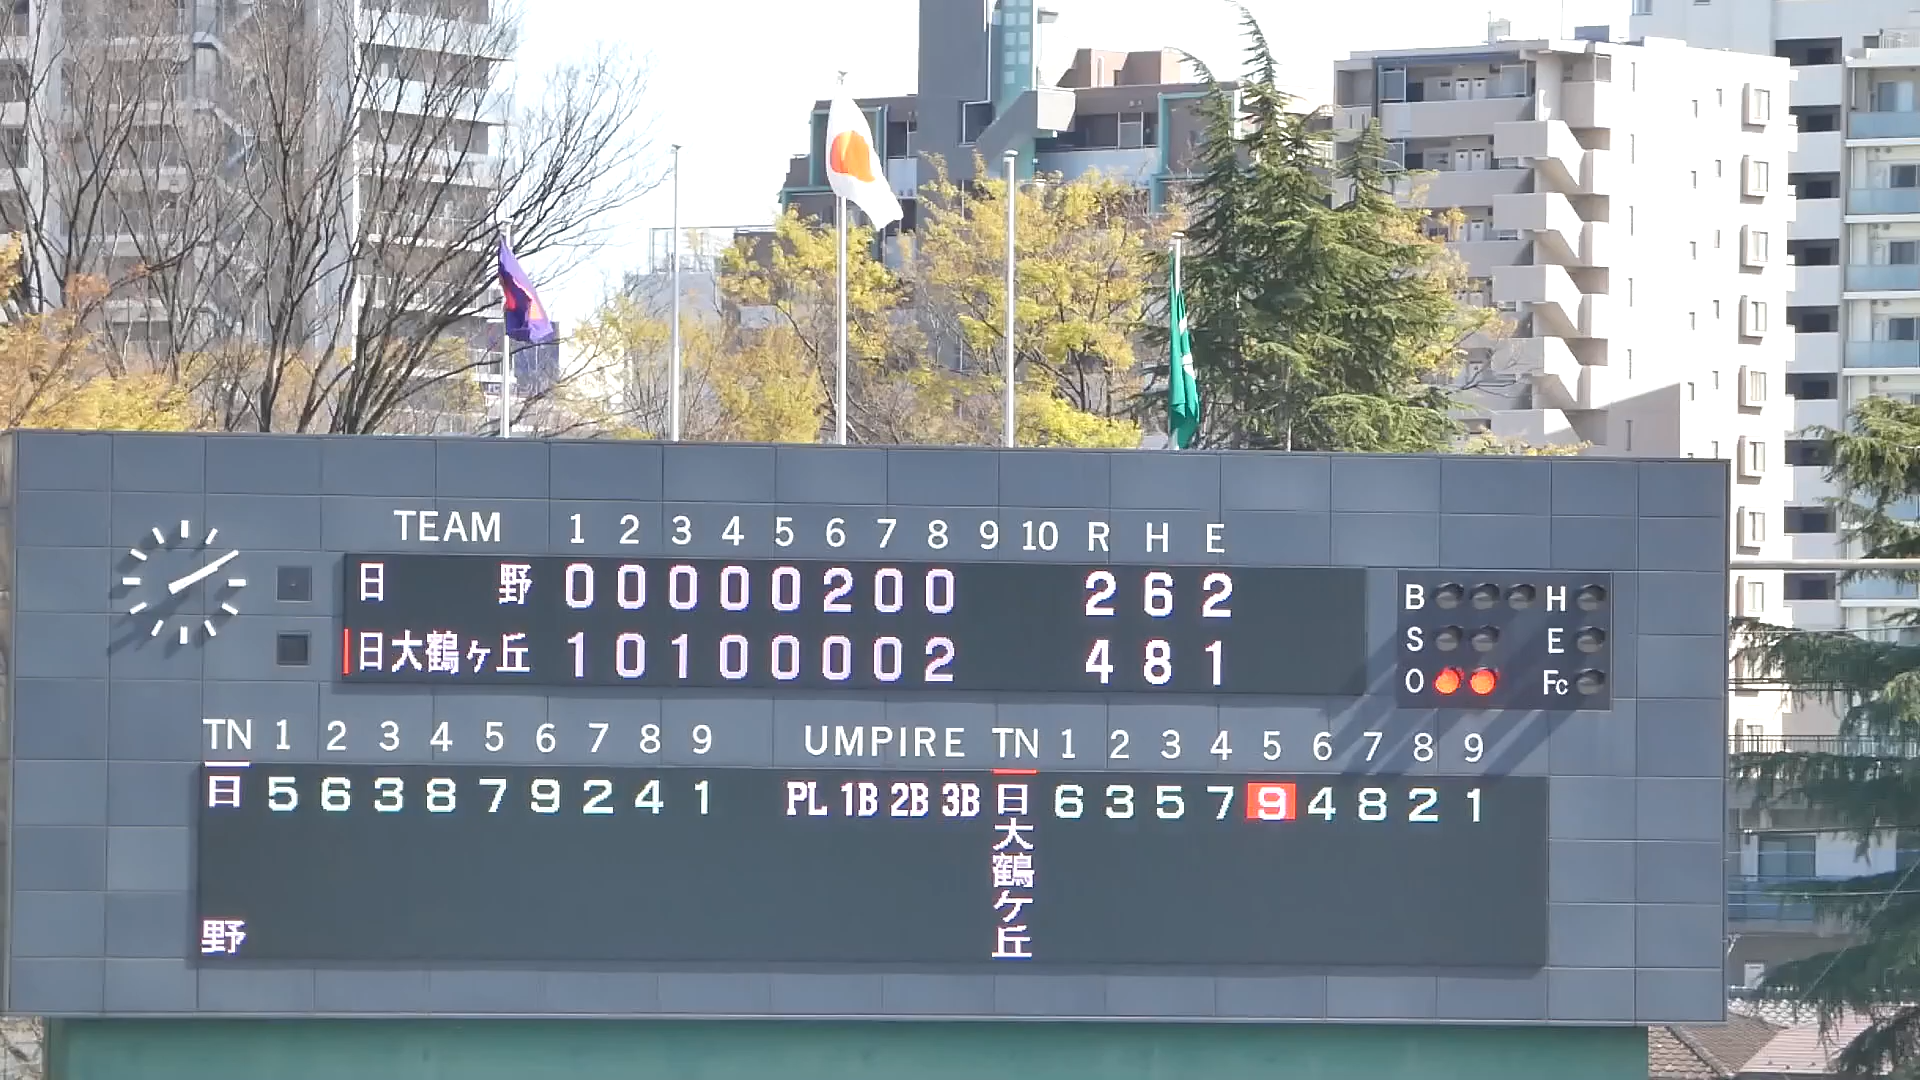 TEAM 1 2 3 4 5 6 7 8 9 10 R H E
日野 0 0 0 0 0 2 0 0 2 6 2
日大鶴ヶ丘 1 0 1 0 0 0 0 2 4 8 1
B H
S E
O Fc
TN 1 2 3 4 5 6 7 8 9 UMPIRE TN 1 2 3 4 5 6 7 8 9
日野 5 6 3 8 7 9 2 4 1 PL 1B 2B 3B 日大鶴ケ丘 6 3 5 7 9 4 8 2 1